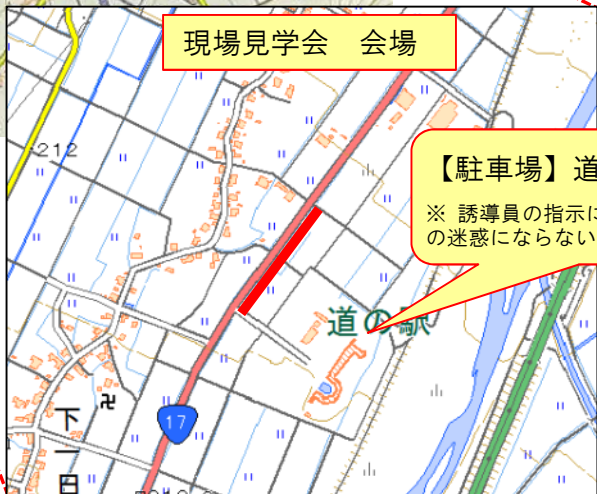 現場見学会　会場
212
【駐車場】道
※ 誘導員の指示に
の迷惑にならない
道の駅
17
下一日